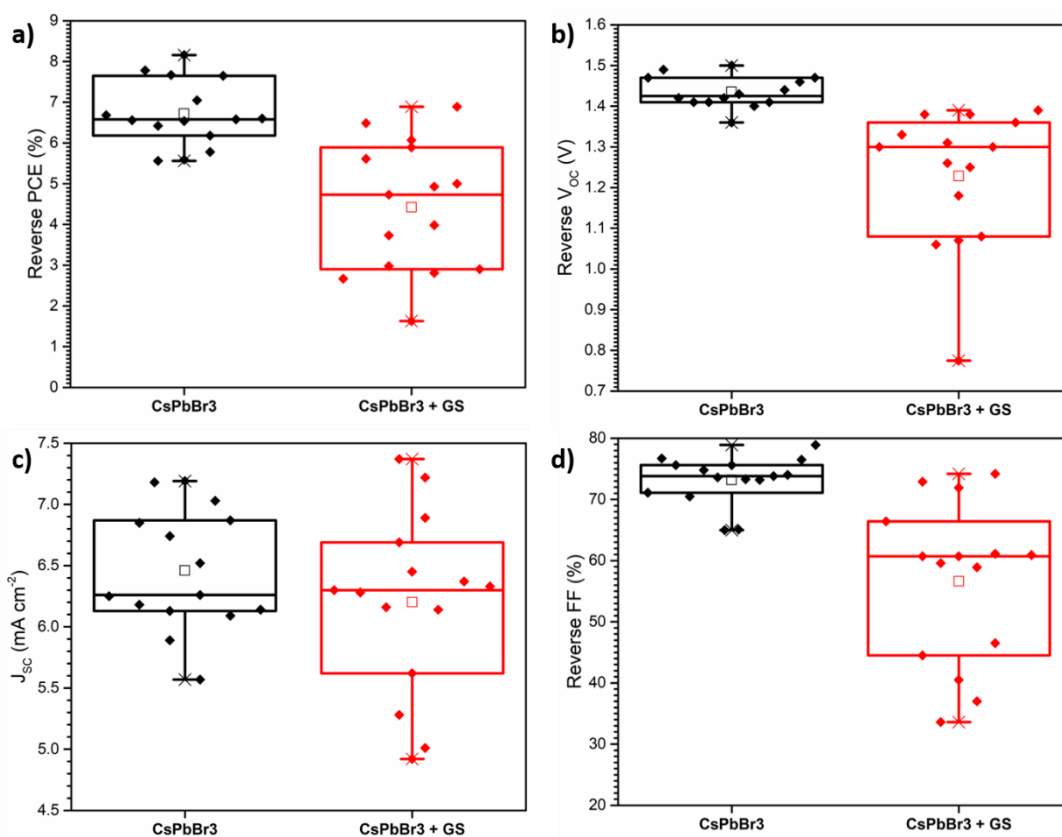 a)
Reverse PCE (%)
9
8
7
6
5
4
3
2
1
0
CsPbBr3
CsPbBr3 + GS
b)
Reverse VOC (V)
1.6
1.5
1.4
1.3
1.2
1.1
1.0
0.9
0.8
0.7
CsPbBr3
CsPbBr3 + GS
c)
JSC (mA cm-2)
7.5
7.0
6.5
6.0
5.5
5.0
4.5
CsPbBr3
CsPbBr3 + GS
d)
Reverse FF (%)
80
70
60
50
40
30
20
CsPbBr3
CsPbBr3 + GS